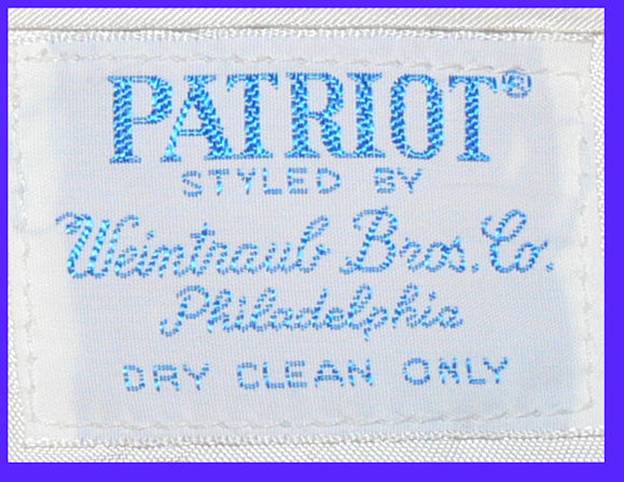 PATRIOT®
STYLED BY
Weintraub Bros. Co.
Philadelphia
DRY CLEAN ONLY